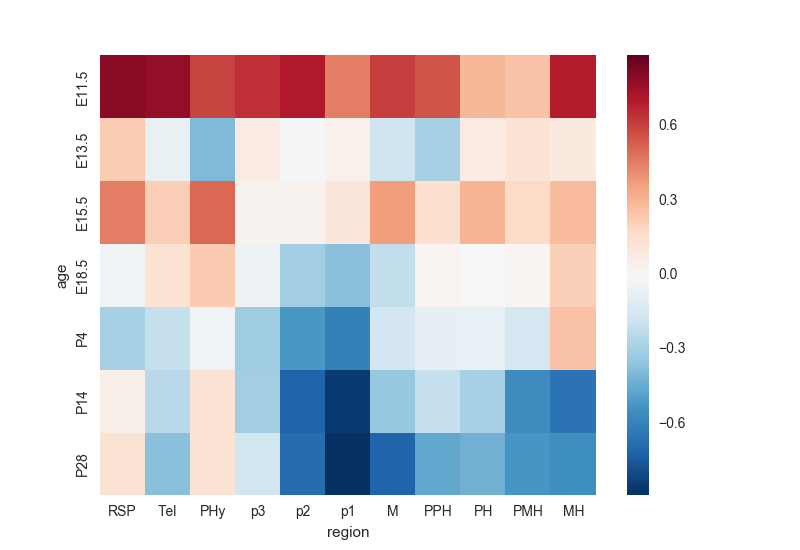 age
E11.5
E13.5
E15.5
E18.5
P4
P14
P28
RSP Tel PHy p3 p2 p1 M PPH PH PMH MH
region
0.6
0.3
0.0
−0.3
−0.6